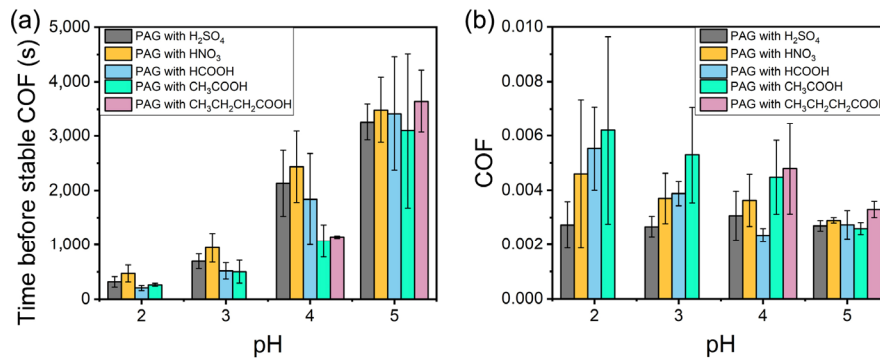 (a)
Time before stable COF (s)
5,000
4,000
3,000
2,000
1,000
0
PAG with H₂SO₄
PAG with HNO₃
PAG with HCOOH
PAG with CH₃COOH
PAG with CH₃CH₂CH₂COOH
2 3 4 5
pH
(b)
COF
0.010
0.008
0.006
0.004
0.002
0.000
PAG with H₂SO₄
PAG with HNO₃
PAG with HCOOH
PAG with CH₃COOH
PAG with CH₃CH₂CH₂COOH
2 3 4 5
pH